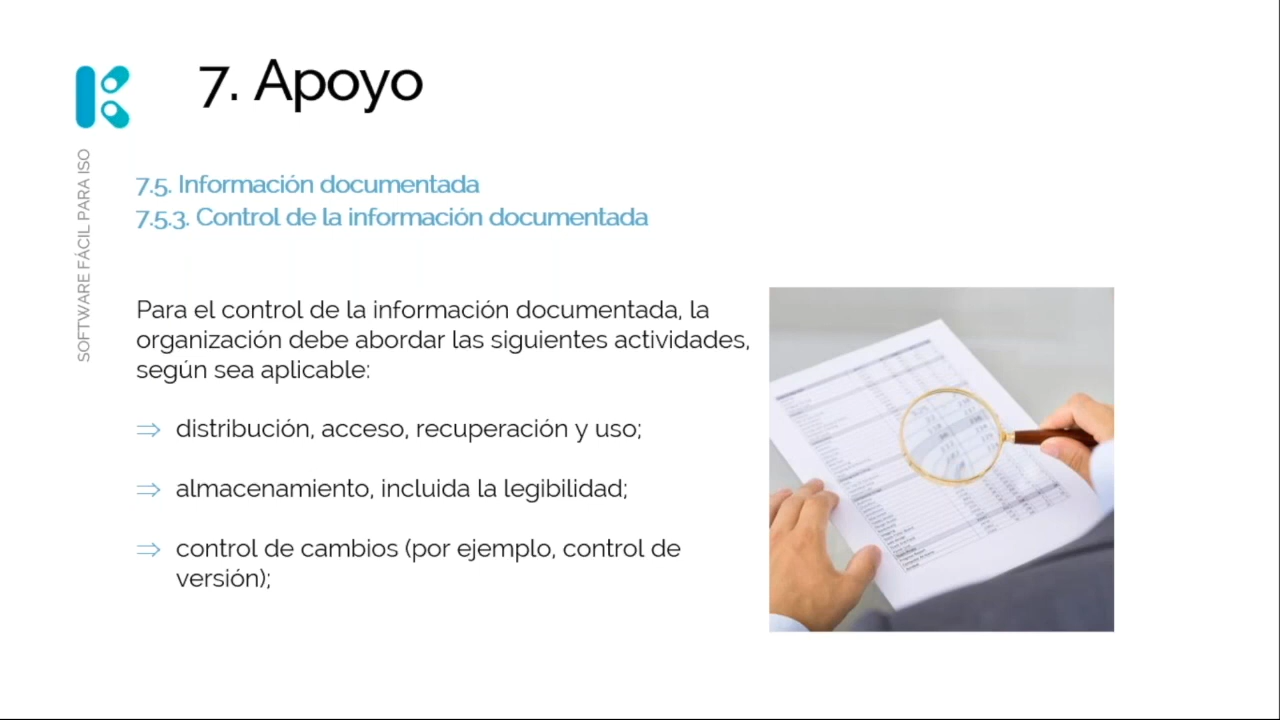 7. Apoyo
SOFTWARE FÁCIL PARA ISO
7.5. Información documentada
7.5.3. Control de la información documentada
Para el control de la información documentada, la
organización debe abordar las siguientes actividades,
según sea aplicable:
⇒ distribución, acceso, recuperación y uso;
⇒ almacenamiento, incluida la legibilidad;
⇒ control de cambios (por ejemplo, control de
versión);